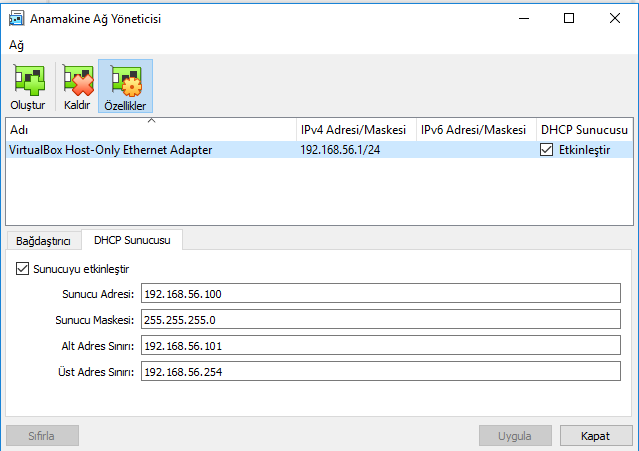 Anamakine Ağ Yöneticisi
Ağ
Oluştur Kaldır Özellikler
Adı IPv4 Adresi/Maskesi IPv6 Adresi/Maskesi DHCP Sunucusu
VirtualBox Host-Only Ethernet Adapter 192.168.56.1/24 Etkinleştir
Bağdaştırıcı DHCP Sunucusu
Sunucuyu etkinleştir
Sunucu Adresi: 192.168.56.100
Sunucu Maskesi: 255.255.255.0
Alt Adres Sınırı: 192.168.56.101
Üst Adres Sınırı: 192.168.56.254
Sıfırla Uygula Kapat